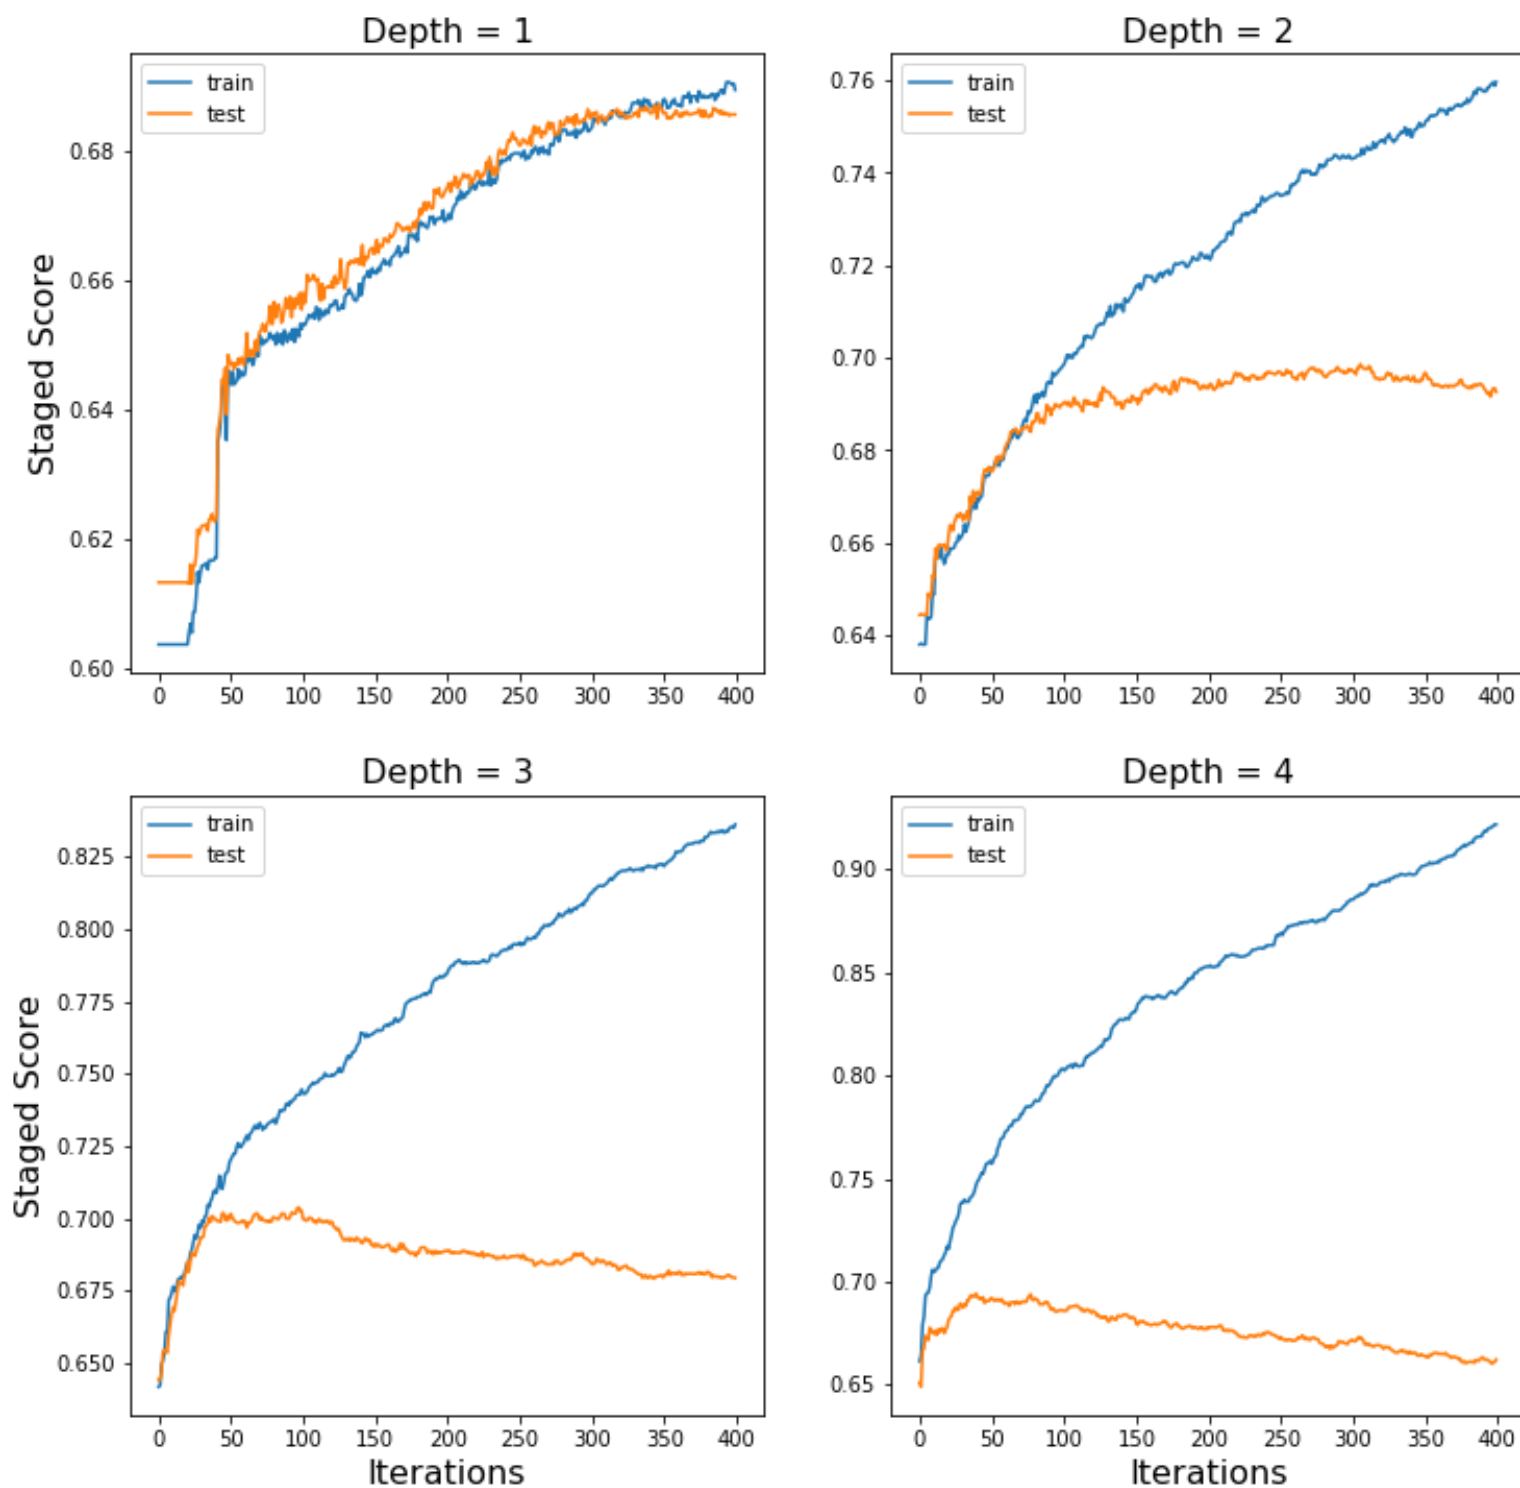 Depth = 1
train
test
Staged Score
0.68
0.66
0.64
0.62
0.60
0 50 100 150 200 250 300 350 400
Depth = 2
train
test
0.76
0.74
0.72
0.70
0.68
0.66
0.64
0 50 100 150 200 250 300 350 400
Depth = 3
train
test
Staged Score
0.825
0.800
0.775
0.750
0.725
0.700
0.675
0.650
0 50 100 150 200 250 300 350 400
Iterations
Depth = 4
train
test
0.90
0.85
0.80
0.75
0.70
0.65
0 50 100 150 200 250 300 350 400
Iterations